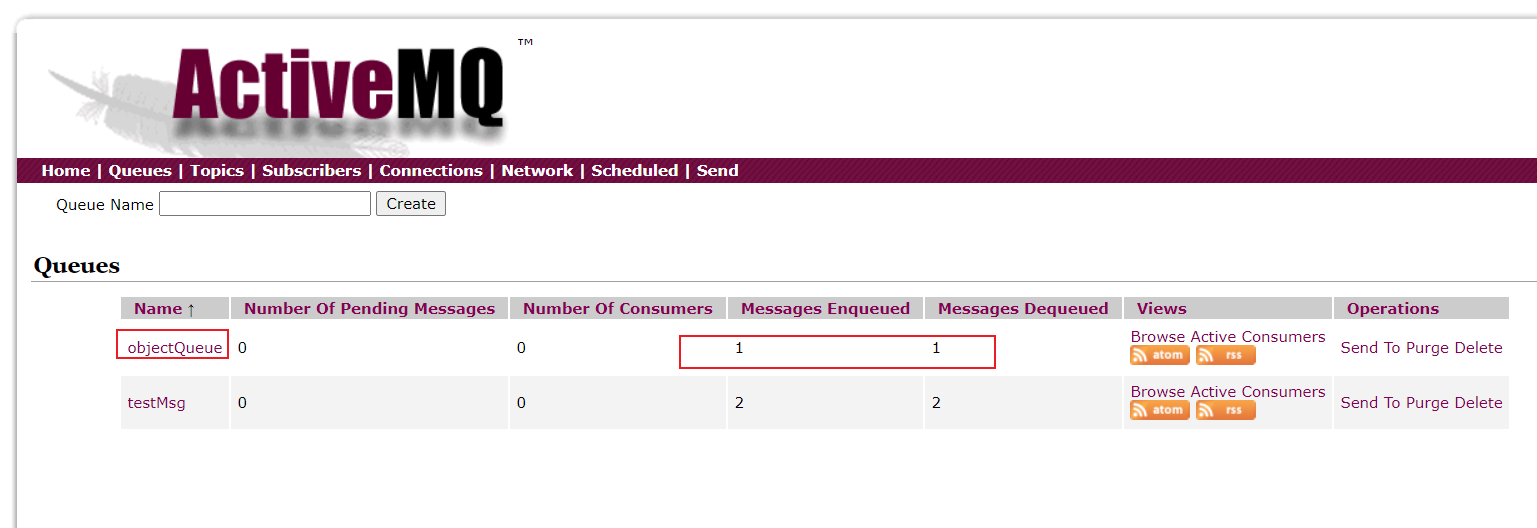 ActiveMQ ™
Home | Queues | Topics | Subscribers | Connections | Network | Scheduled | Send
Queue Name Create
Queues
Name ↑ Number Of Pending Messages Number Of Consumers Messages Enqueued Messages Dequeued Views Operations
Browse Active Consumers
objectQueue 0 0 1 1 Send To Purge Delete
atom rss
Browse Active Consumers
testMsg 0 0 2 2 Send To Purge Delete
atom rss